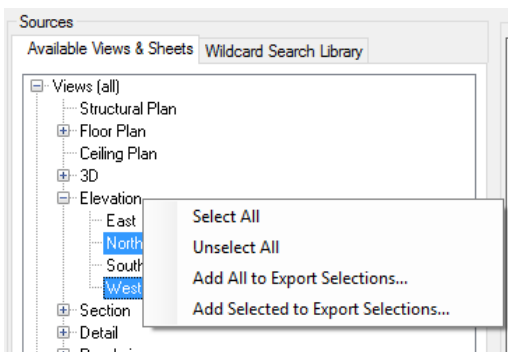 Sources
Available Views & Sheets Wildcard Search Library
Views (all)
Structural Plan
Floor Plan
Ceiling Plan
3D
Elevation
East
North
South
West
Section
Detail
Select All
Unselect All
Add All to Export Selections...
Add Selected to Export Selections...